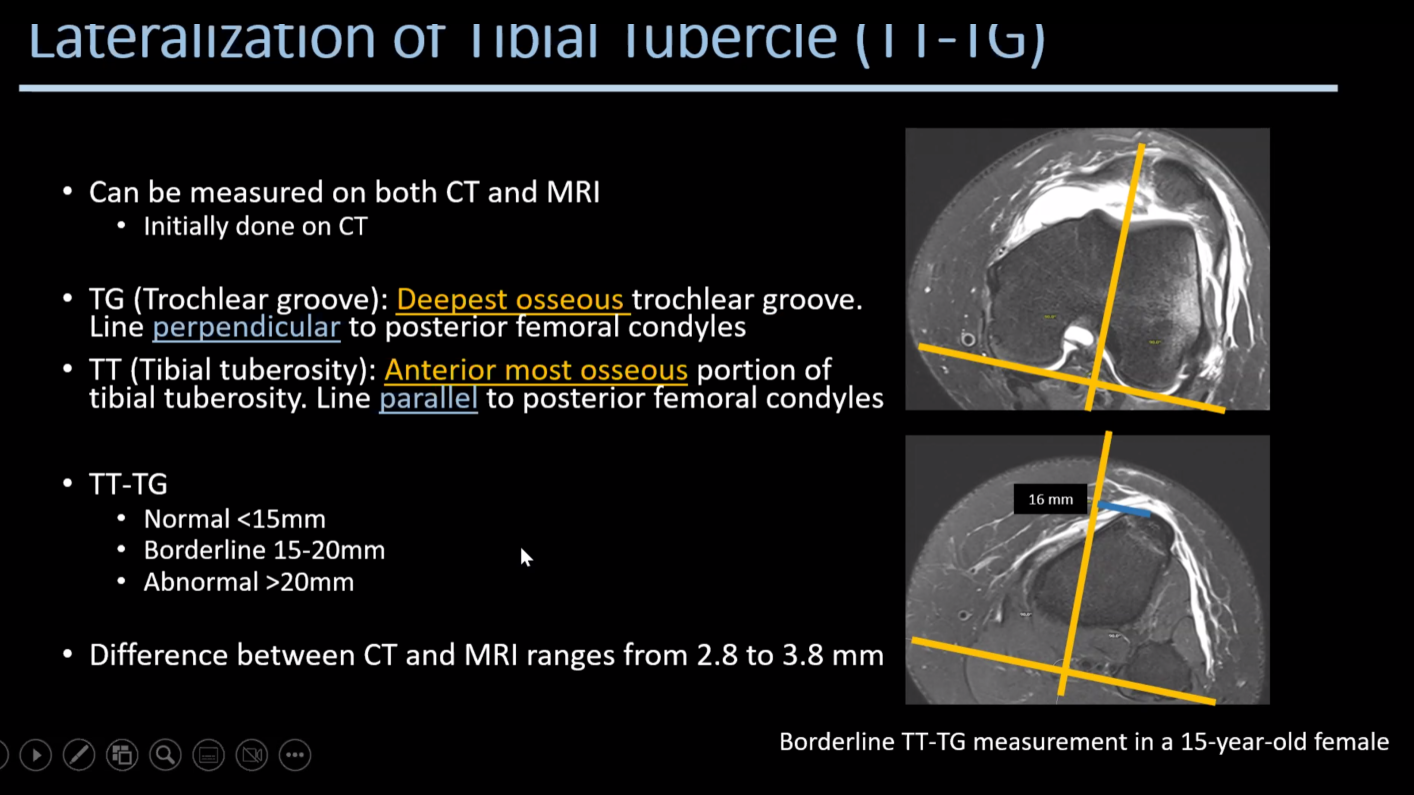 Lateralization of Tibial Tubercle (TT-TG)
• Can be measured on both CT and MRI
• Initially done on CT
• TG (Trochlear groove): Deepest osseous trochlear groove.
Line perpendicular to posterior femoral condyles
• TT (Tibial tuberosity): Anterior most osseous portion of
tibial tuberosity. Line parallel to posterior femoral condyles
• TT-TG
• Normal <15mm
• Borderline 15-20mm
• Abnormal >20mm
• Difference between CT and MRI ranges from 2.8 to 3.8 mm
16 mm
Borderline TT-TG measurement in a 15-year-old female